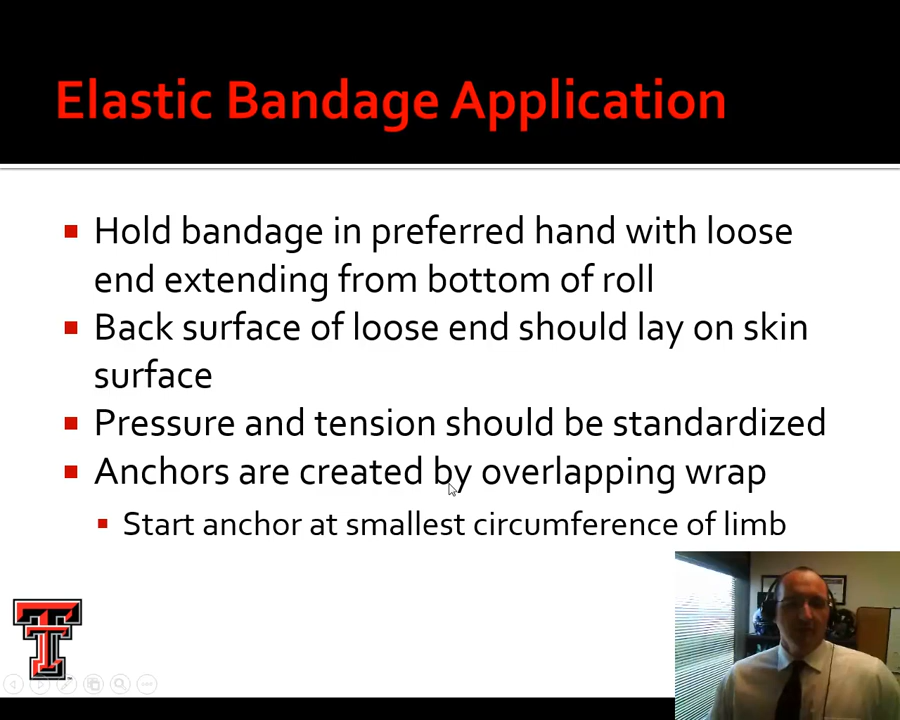 Elastic Bandage Application
Hold bandage in preferred hand with loose
end extending from bottom of roll
Back surface of loose end should lay on skin
surface
Pressure and tension should be standardized
Anchors are created by overlapping wrap
Start anchor at smallest circumference of limb